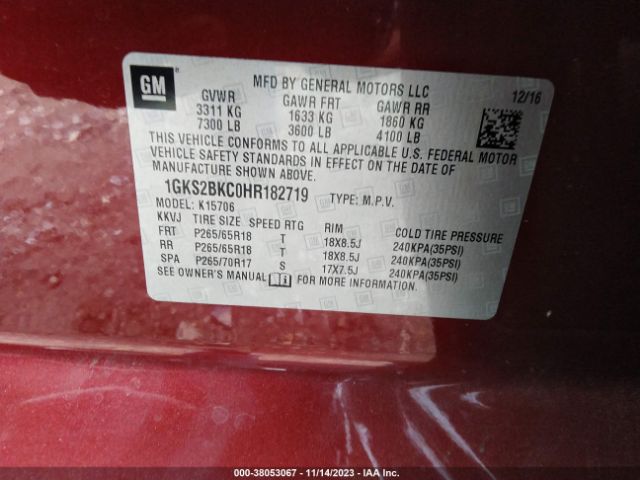 GM
MFD BY GENERAL MOTORS LLC
12/16
GVWR GAWR FRT GAWR RR
3311 KG 1633 KG 1860 KG
7300 LB 3600 LB 4100 LB
THIS VEHICLE CONFORMS TO ALL APPLICABLE U.S. FEDERAL MOTOR
VEHICLE SAFETY STANDARDS IN EFFECT ON THE DATE OF
MANUFACTURE SHOWN ABOVE.
1GKS2BKC0HR182719 TYPE: M.P.V.
MODEL: K15706
KKVJ TIRE SIZE SPEED RTG RIM COLD TIRE PRESSURE
FRT P265/65R18 T 18X8.5J 240KPA(35PSI)
RR P265/65R18 T 18X8.5J 240KPA(35PSI)
SPA P265/70R17 S 17X7.5J 240KPA(35PSI)
SEE OWNER'S MANUAL FOR MORE INFORMATION.
000-38053067 - 11/14/2023 - IAA Inc.